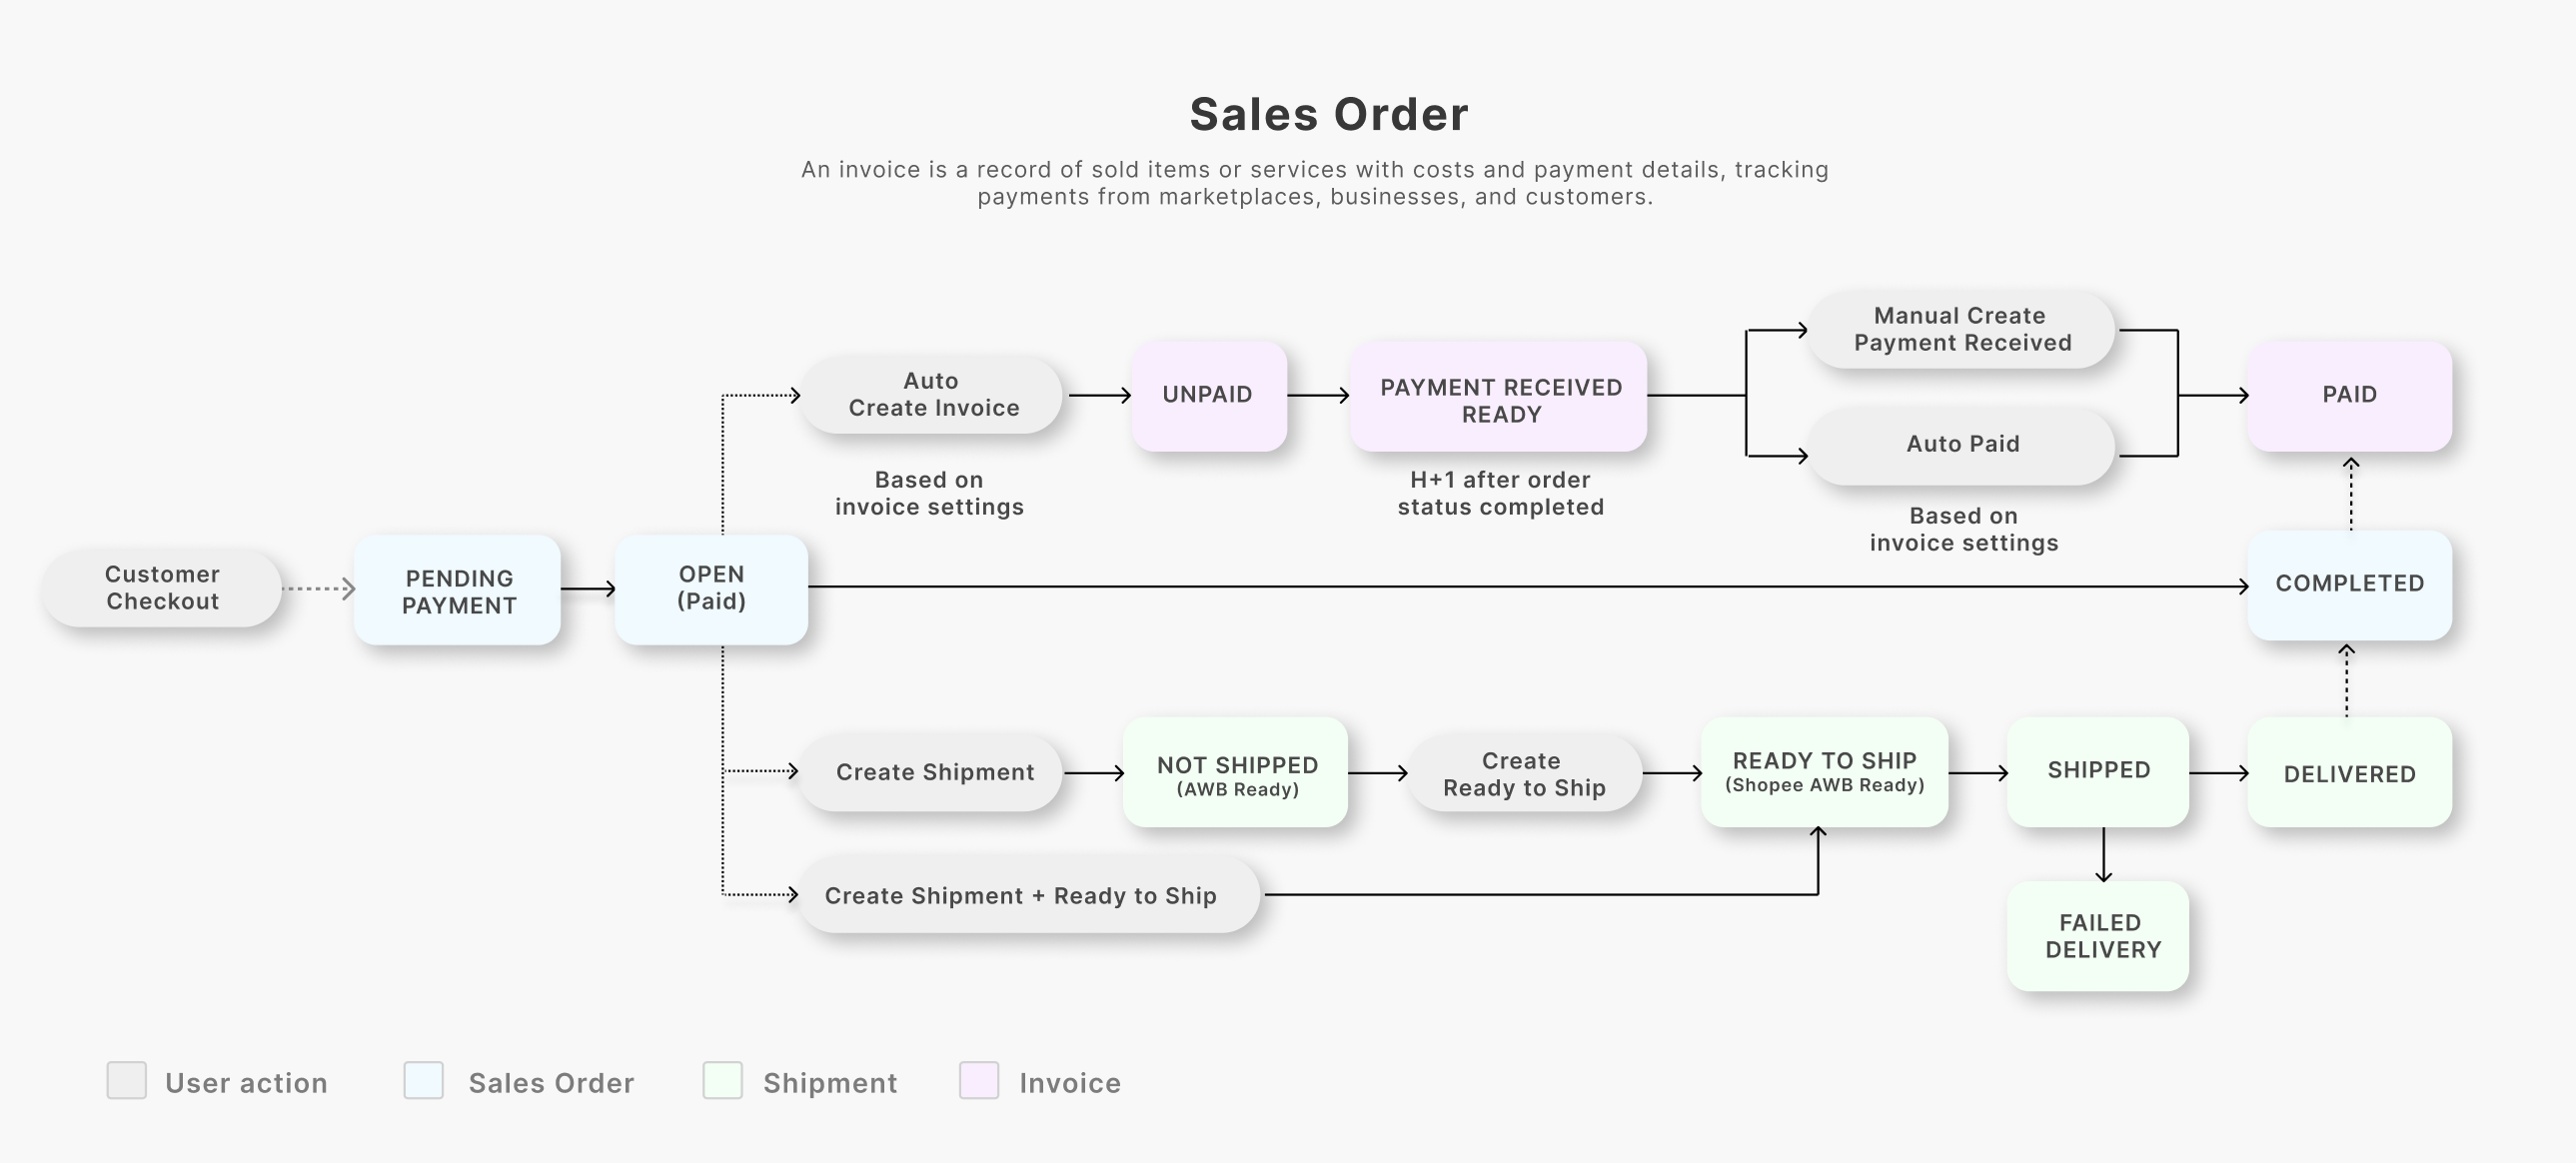 Sales Order
An invoice is a record of sold items or services with costs and payment details, tracking
payments from marketplaces, businesses, and customers.
Manual Create
Payment Received
Auto
Create Invoice
UNPAID
PAYMENT RECEIVED
READY
PAID
Auto Paid
Based on
invoice settings
H+1 after order
status completed
Based on
invoice settings
Customer
Checkout
PENDING
PAYMENT
OPEN
(Paid)
COMPLETED
Create Shipment
NOT SHIPPED
(AWB Ready)
Create
Ready to Ship
READY TO SHIP
(Shopee AWB Ready)
SHIPPED
DELIVERED
Create Shipment + Ready to Ship
FAILED
DELIVERY
User action
Sales Order
Shipment
Invoice